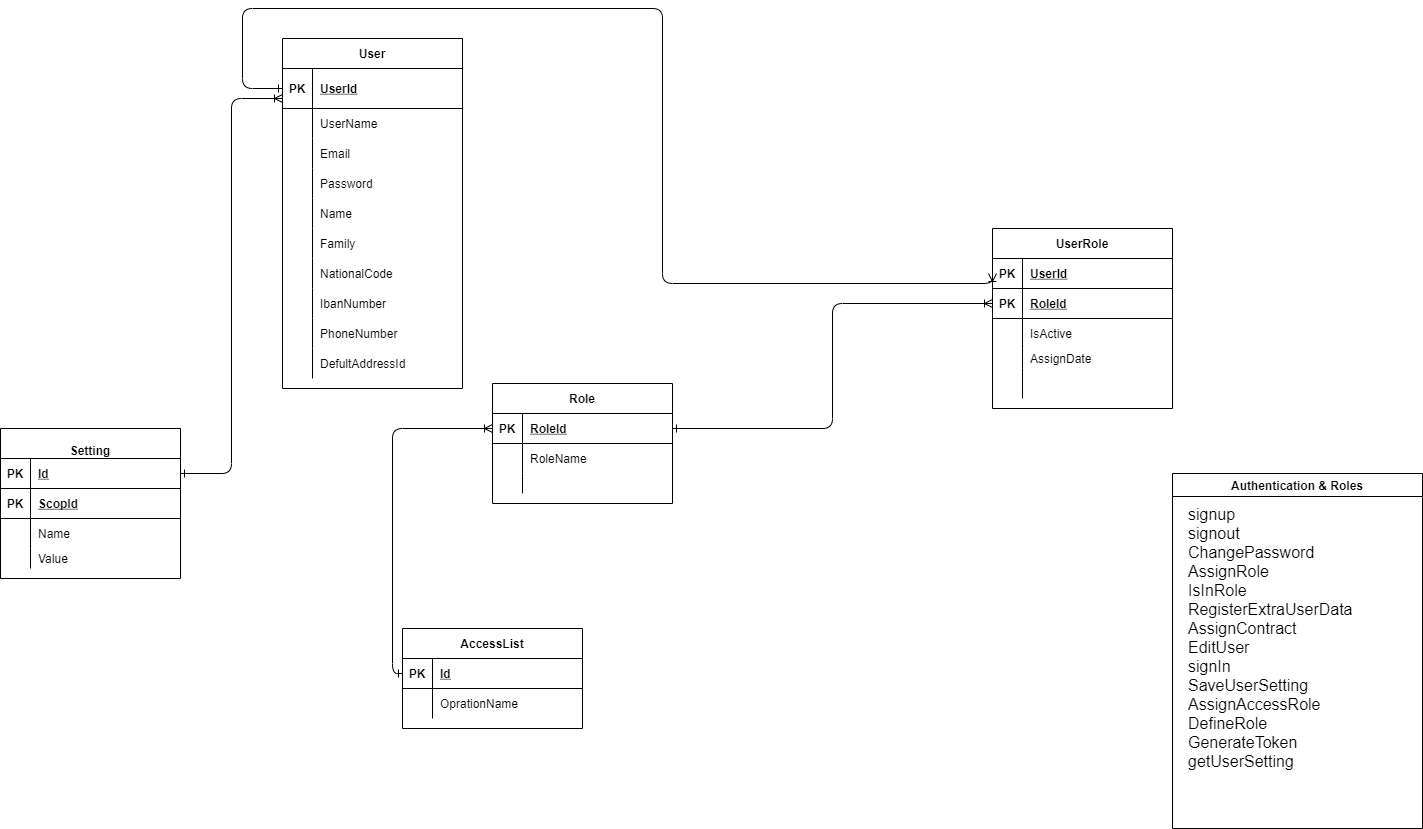 User
PK UserId
UserName
Email
Password
Name
Family
NationalCode
IbanNumber
PhoneNumber
DefultAddressId
UserRole
PK UserId
PK RoleId
IsActive
AssignDate
Role
PK RoleId
RoleName
Setting
PK Id
PK ScopId
Name
Value
AccessList
PK Id
OprationName
Authentication & Roles
signup
signout
ChangePassword
AssignRole
IsInRole
RegisterExtraUserData
AssignContract
EditUser
signIn
SaveUserSetting
AssignAccessRole
DefineRole
GenerateToken
getUserSetting